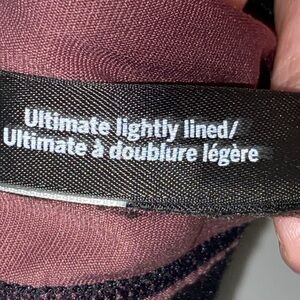 Ultimate lightly lined/
Ultimate à doublure légère